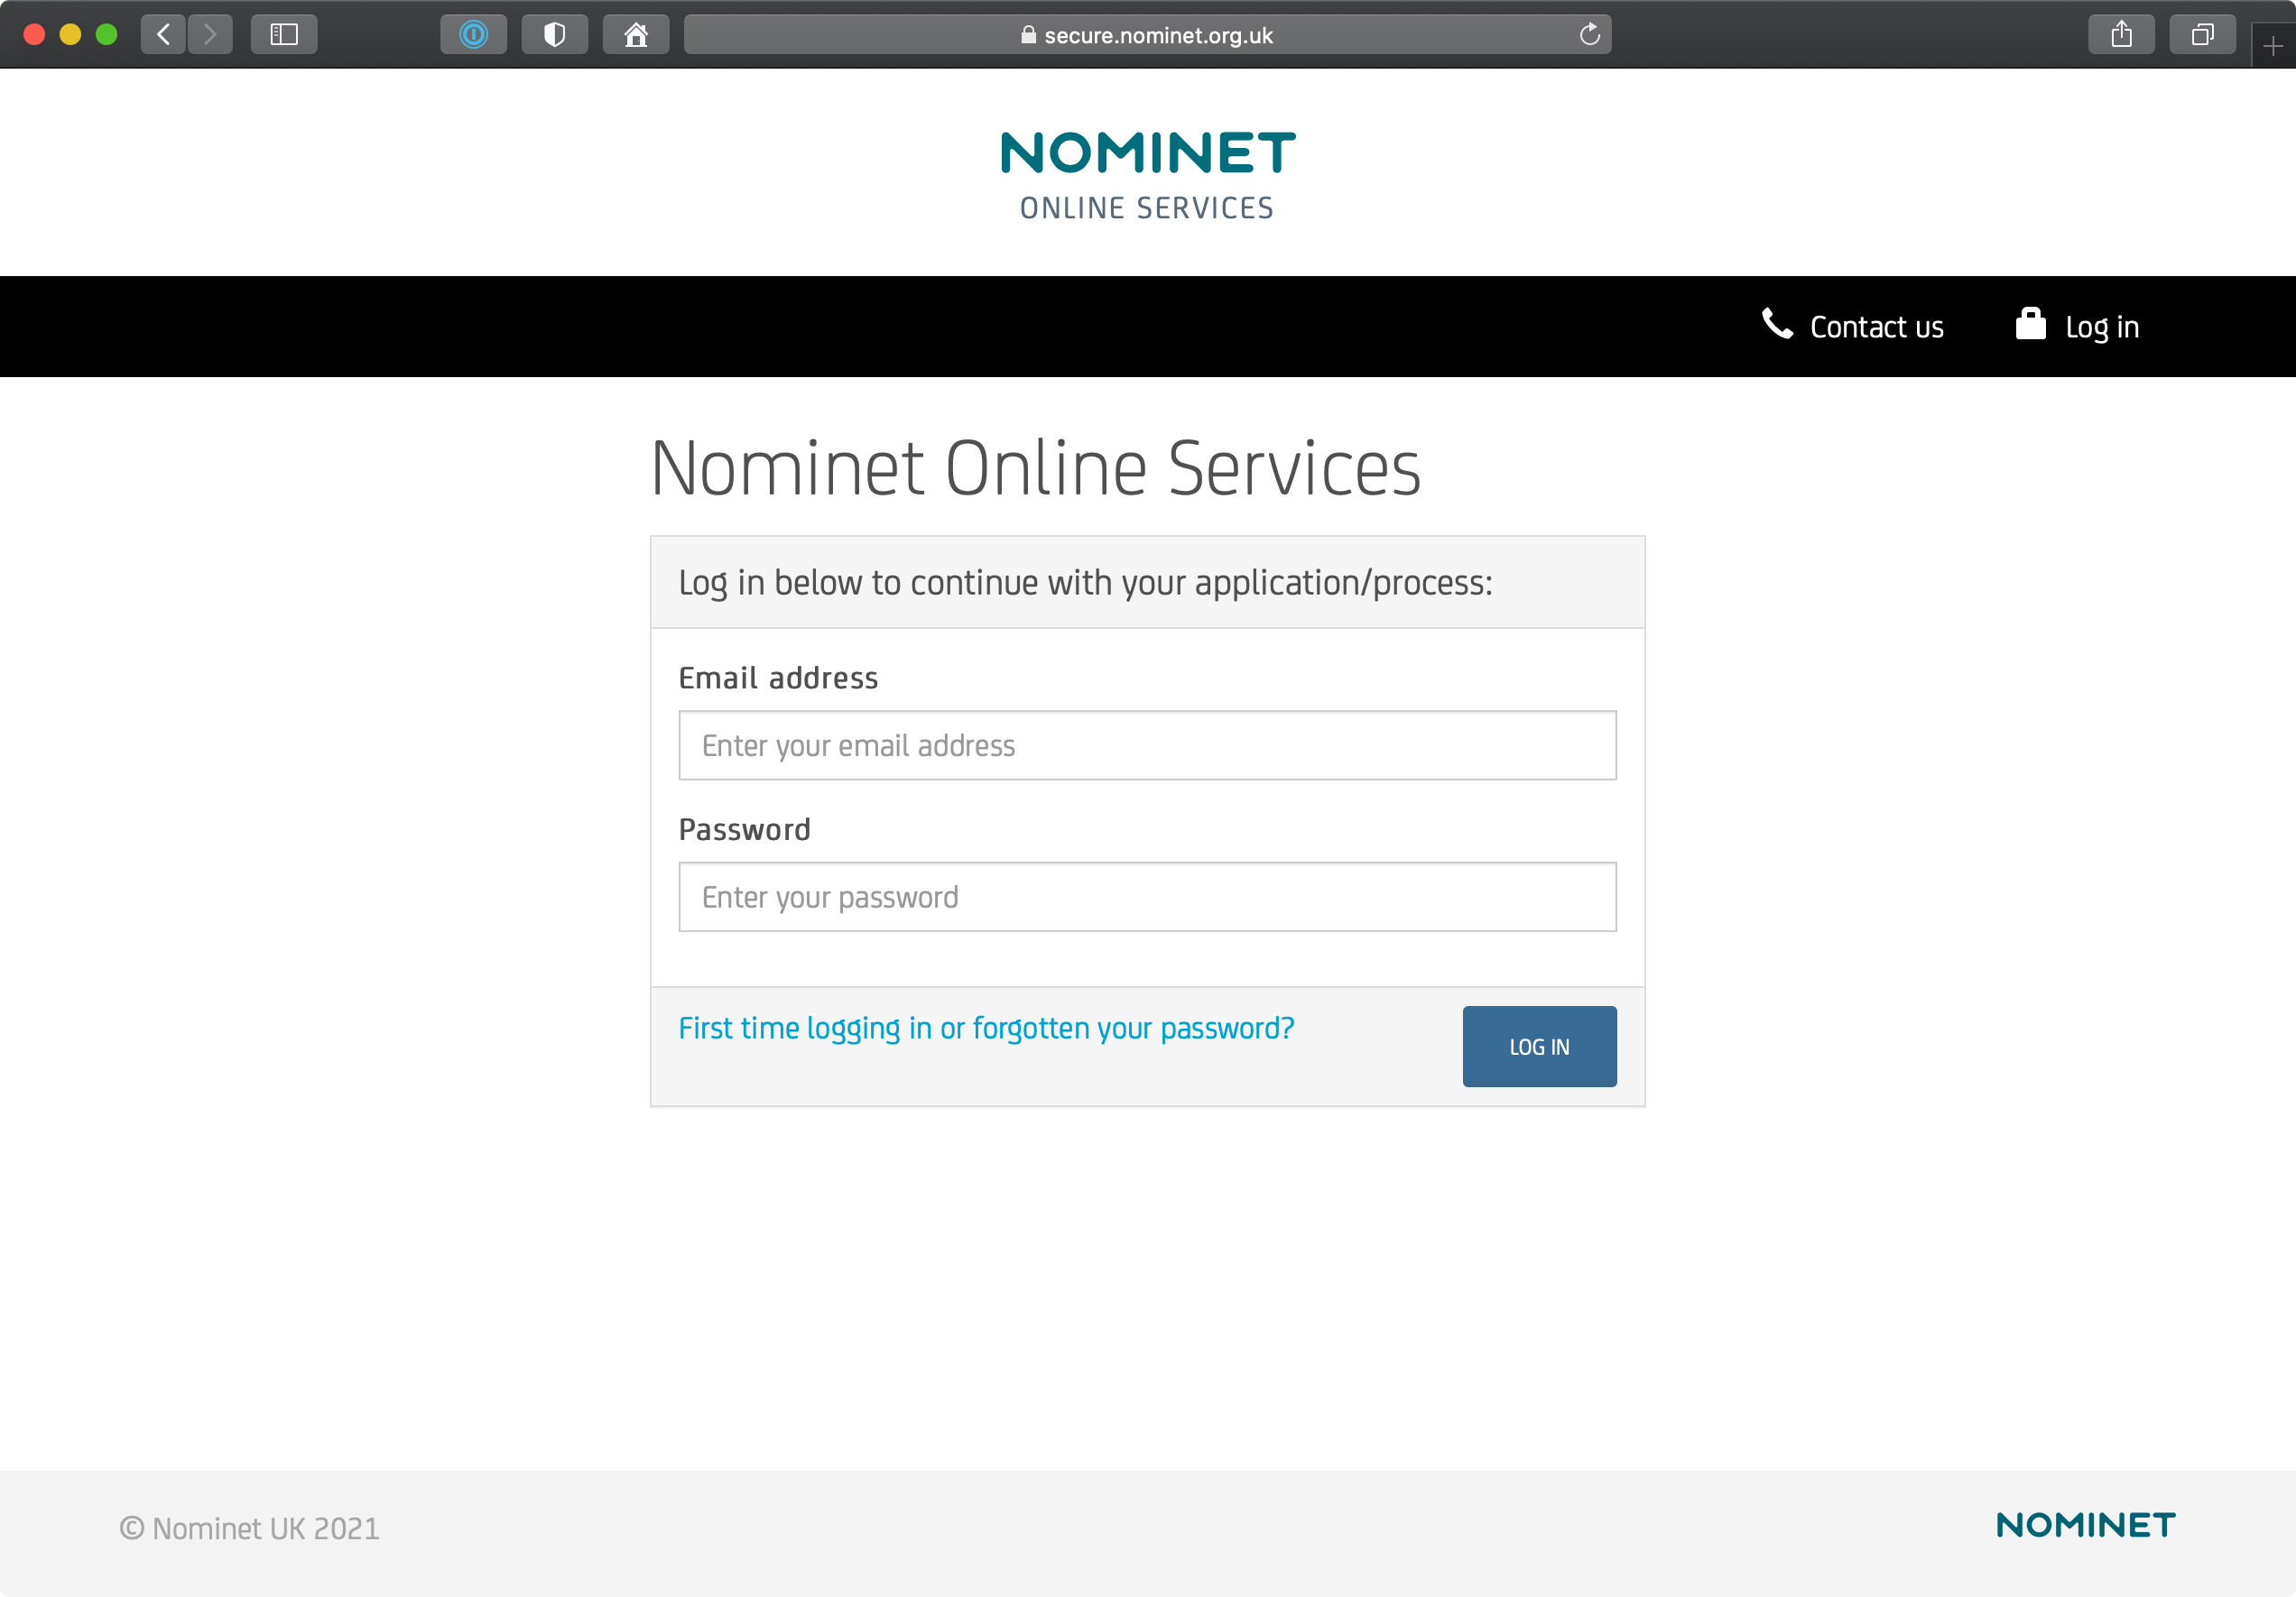 secure.nominet.org.uk
NOMINET
ONLINE SERVICES
Contact us
Log in
Nominet Online Services
Log in below to continue with your application/process:
Email address
Enter your email address
Password
Enter your password
First time logging in or forgotten your password?
LOG IN
© Nominet UK 2021
NOMINET